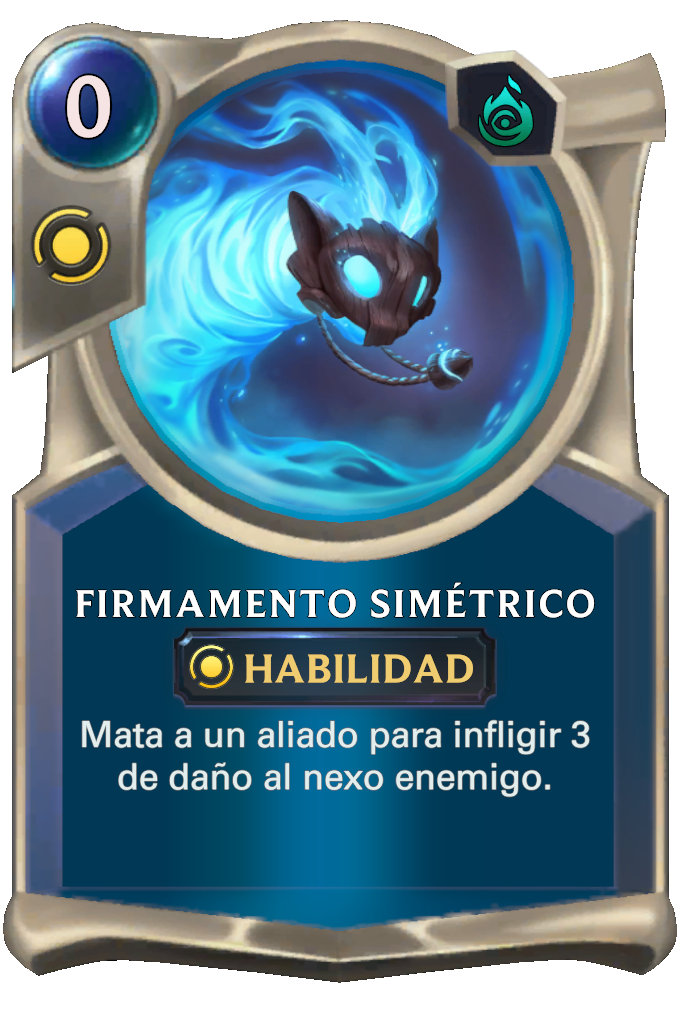 0
FIRMAMENTO SIMÉTRICO
HABILIDAD
Mata a un aliado para infligir 3
de daño al nexo enemigo.